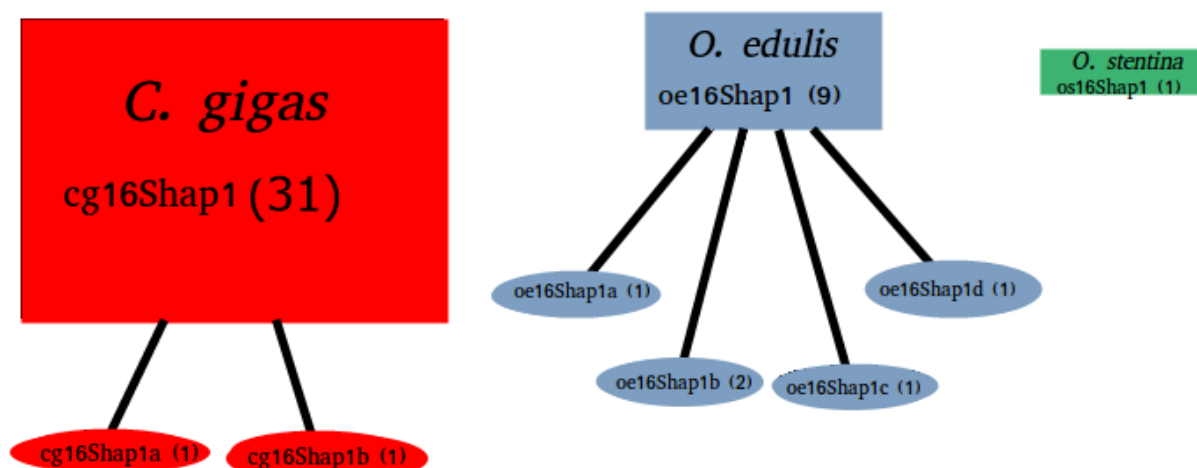 C. gigas
cg16Shap1 (31)
cg16Shap1a (1)
cg16Shap1b (1)
O. edulis
oe16Shap1 (9)
oe16Shap1a (1)
oe16Shap1b (2)
oe16Shap1c (1)
oe16Shap1d (1)
O. stentina
os16Shap1 (1)